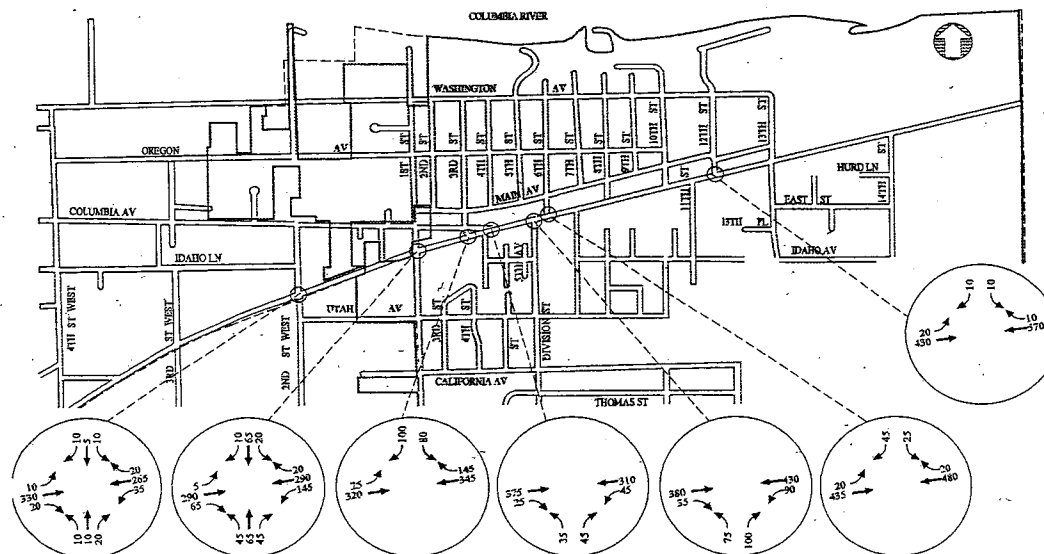 COLUMBIA RIVER
WASHINGTON AV
1ST ST
2ND ST
3RD ST
4TH ST
5TH ST
6TH ST
7TH ST
8TH ST
9TH ST
10TH ST
12TH ST
13TH ST
OREGON AV
MAIN AV
11TH ST
HURD LN
14TH ST
COLUMBIA AV
EAST ST
13TH PL
IDAHO AV
IDAHO LN
5TH AV
4TH ST WEST
3RD ST WEST
2ND ST WEST
UTAH AV
3RD ST
4TH ST
ST
DIVISION ST
CALIFORNIA AV
THOMAS ST
10 10
20 10
430 570
10 5 10
10 20
330 265
20 35
10 10 20
10 65 20
5 20
290 290
65 145
45 65 45
100 80
75 145
320 345
375 310
25 45
35 45
380 430
55 90
75 100
45 25
20 20
435 480